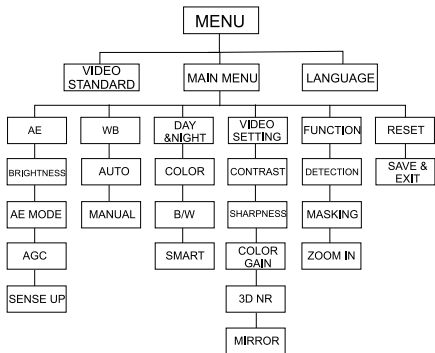 MENU
VIDEO
STANDARD
MAIN MENU
LANGUAGE
AE
WB
DAY
&NIGHT
VIDEO
SETTING
FUNCTION
RESET
BRIGHTNESS
AUTO
COLOR
CONTRAST
DETECTION
SAVE &
EXIT
AE MODE
MANUAL
B/W
SHARPNESS
MASKING
AGC
SMART
COLOR
GAIN
ZOOM IN
SENSE UP
3D NR
MIRROR